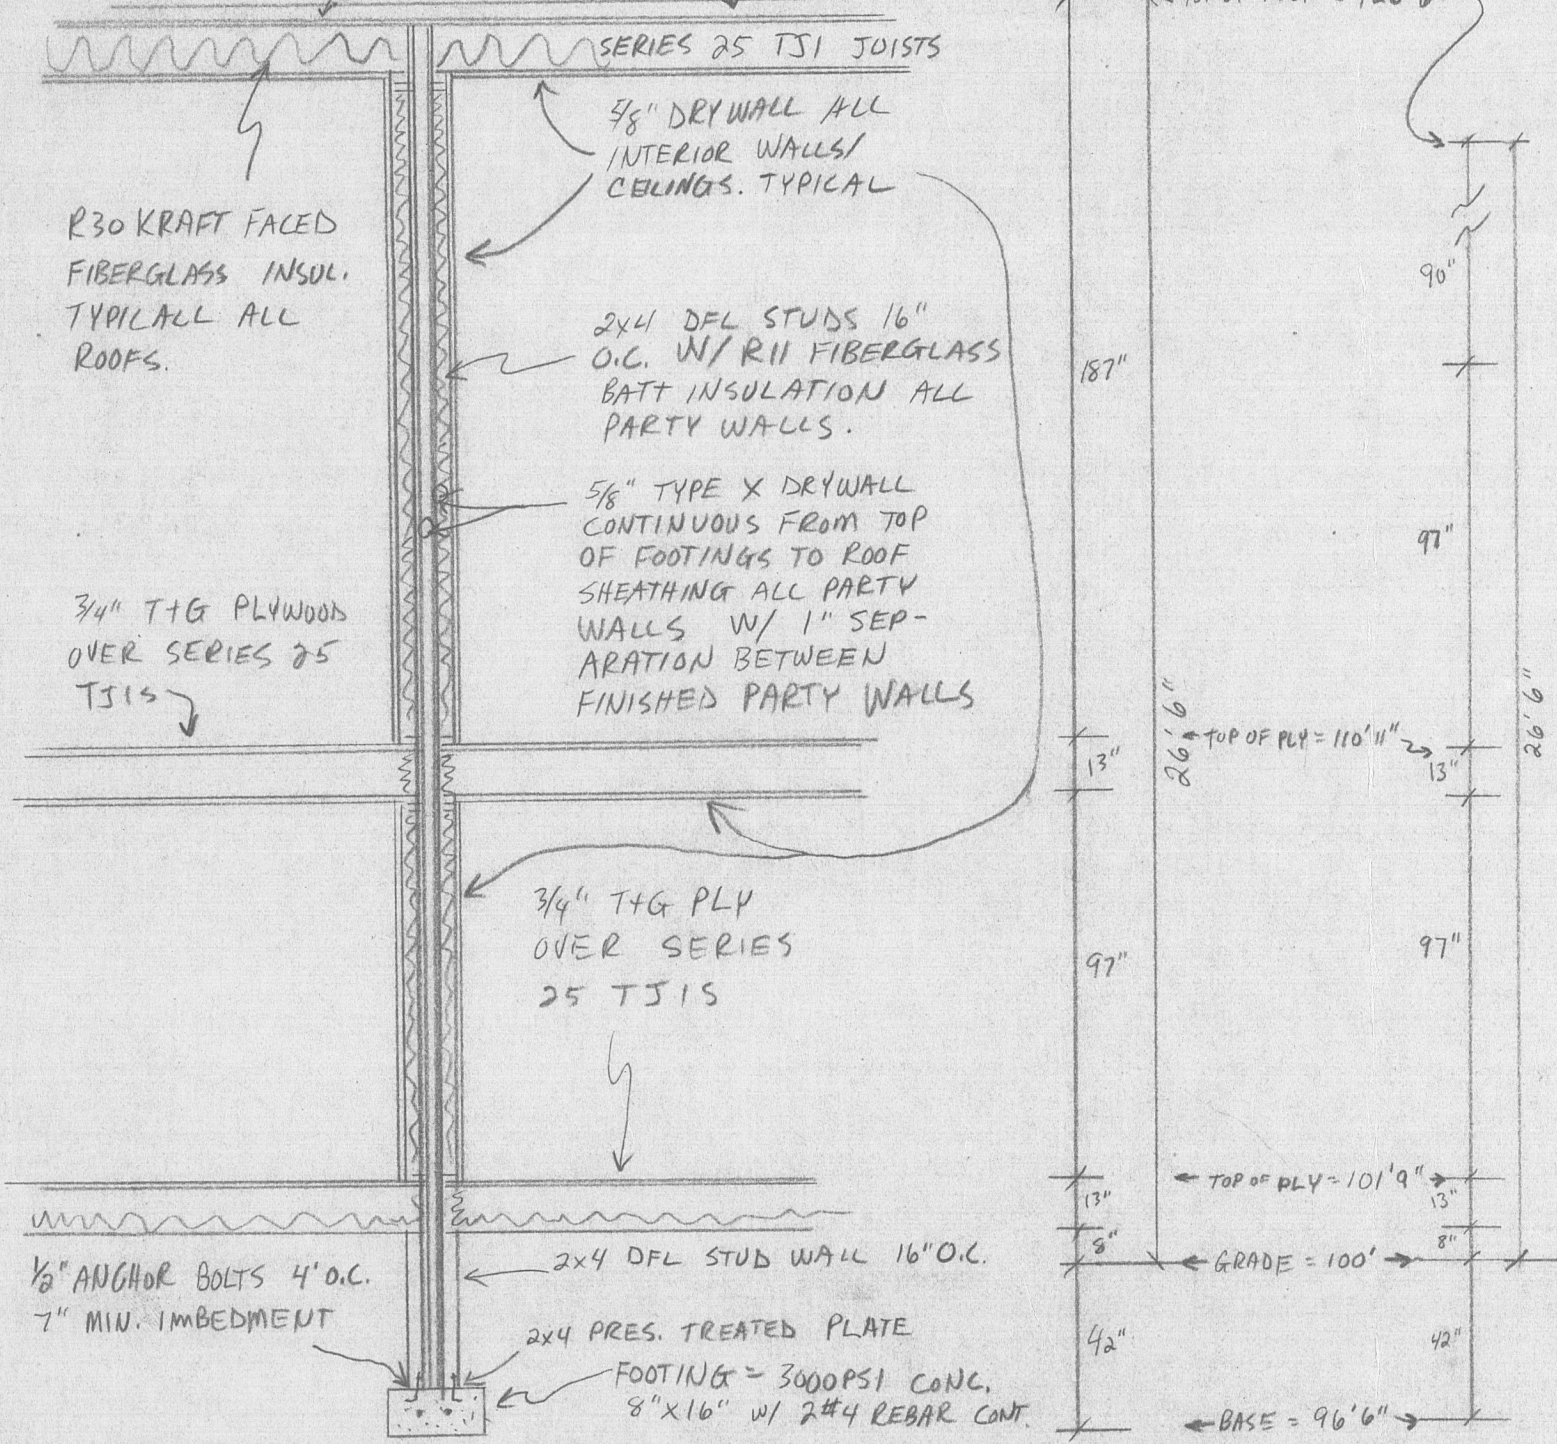 SERIES 25 TJI JOISTS
5/8" DRYWALL ALL
INTERIOR WALLS/
CEILINGS. TYPICAL
R30 KRAFT FACED
FIBERGLASS INSUL.
TYPICALL ALL
ROOFS.
2x4 DFL STUDS 16"
O.C. W/ R11 FIBERGLASS
BATT INSULATION ALL
PARTY WALLS.
5/8" TYPE X DRYWALL
CONTINUOUS FROM TOP
OF FOOTINGS TO ROOF
SHEATHING ALL PARTY
WALLS W/ 1" SEP-
ARATION BETWEEN
FINISHED PARTY WALLS
3/4" T+G PLYWOOD
OVER SERIES 25
TJIS
3/4" T+G PLY
OVER SERIES
25 TJIS
1/2" ANCHOR BOLTS 4' O.C.
7" MIN. IMBEDMENT
2x4 DFL STUD WALL 16" O.C.
2x4 PRES. TREATED PLATE
FOOTING = 3000PSI CONC.
8"X16" W/ 2#4 REBAR CONT.
187"
13"
97"
13"
8"
42"
26'6"
TOP OF PLY = 110'11"
TOP OF PLY = 101'9"
GRADE = 100'
BASE = 96'6"
90"
97"
13"
97"
13"
8"
42"
26'6"